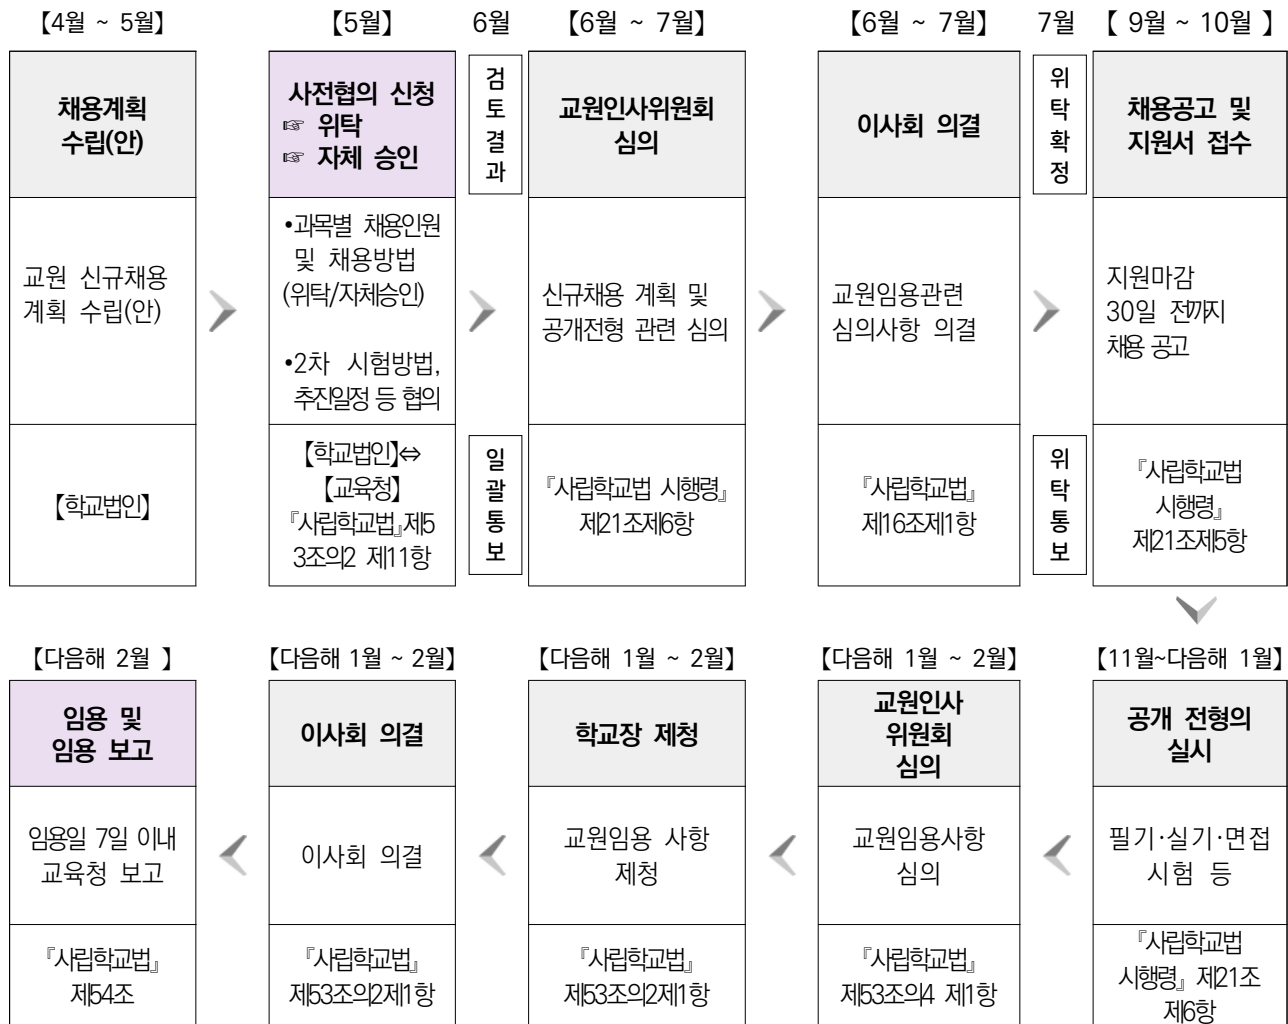 【4월 ~ 5월】
채용계획
수립(안)
교원 신규채용
계획 수립(안)
【학교법인】
【5월】
사전협의 신청
☞ 위탁
☞ 자체 승인
•과목별 채용인원
및 채용방법
(위탁/자체승인)
•2차 시험방법,
추진일정 등 협의
【학교법인】⇔
【교육청】
『사립학교법』제5
3조의2 제11항
6월
검
토
결
과
일
괄
통
보
【6월 ~ 7월】
교원인사위원회
심의
신규채용 계획 및
공개전형 관련 심의
『사립학교법 시행령』
제21조제6항
【6월 ~ 7월】
이사회 의결
교원임용관련
심의사항 의결
『사립학교법』
제16조제1항
7월
위
탁
확
정
위
탁
통
보
【 9월 ~ 10월 】
채용공고 및
지원서 접수
지원마감
30일 전까지
채용 공고
『사립학교법
시행령』
제21조제5항
【11월~다음해 1월】
공개 전형의
실시
필기·실기·면접
시험 등
『사립학교법
시행령』 제21조
제6항
【다음해 1월 ~ 2월】
교원인사
위원회
심의
교원임용사항
심의
『사립학교법』
제53조의4 제1항
【다음해 1월 ~ 2월】
학교장 제청
교원임용 사항
제청
『사립학교법』
제53조의2제1항
【다음해 1월 ~ 2월】
이사회 의결
이사회 의결
『사립학교법』
제53조의2제1항
【다음해 2월 】
임용 및
임용 보고
임용일 7일 이내
교육청 보고
『사립학교법』
제54조